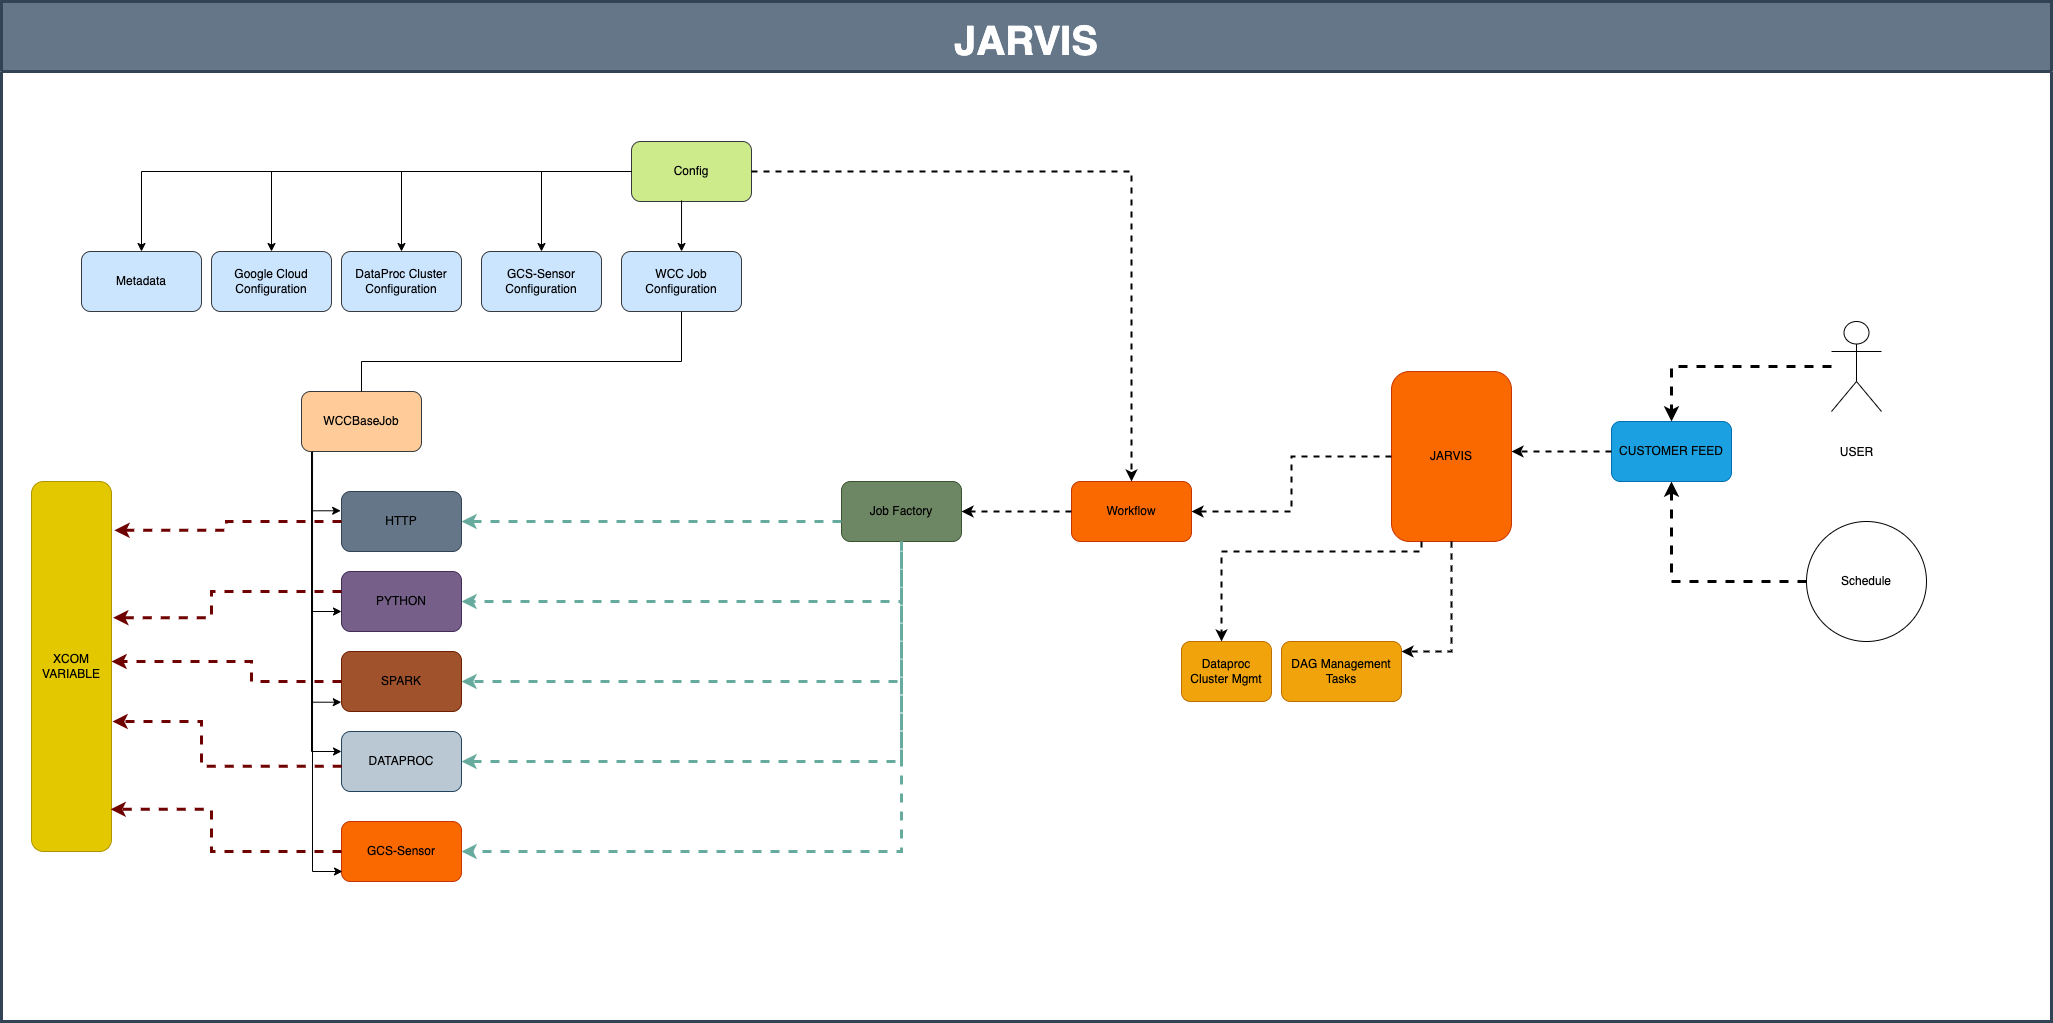 JARVIS
Config
Metadata
Google Cloud
Configuration
DataProc Cluster
Configuration
GCS-Sensor
Configuration
WCC Job
Configuration
WCCBaseJob
JARVIS
CUSTOMER FEED
USER
HTTP
Job Factory
Workflow
Schedule
PYTHON
XCOM
VARIABLE
SPARK
Dataproc
Cluster Mgmt
DAG Management
Tasks
DATAPROC
GCS-Sensor